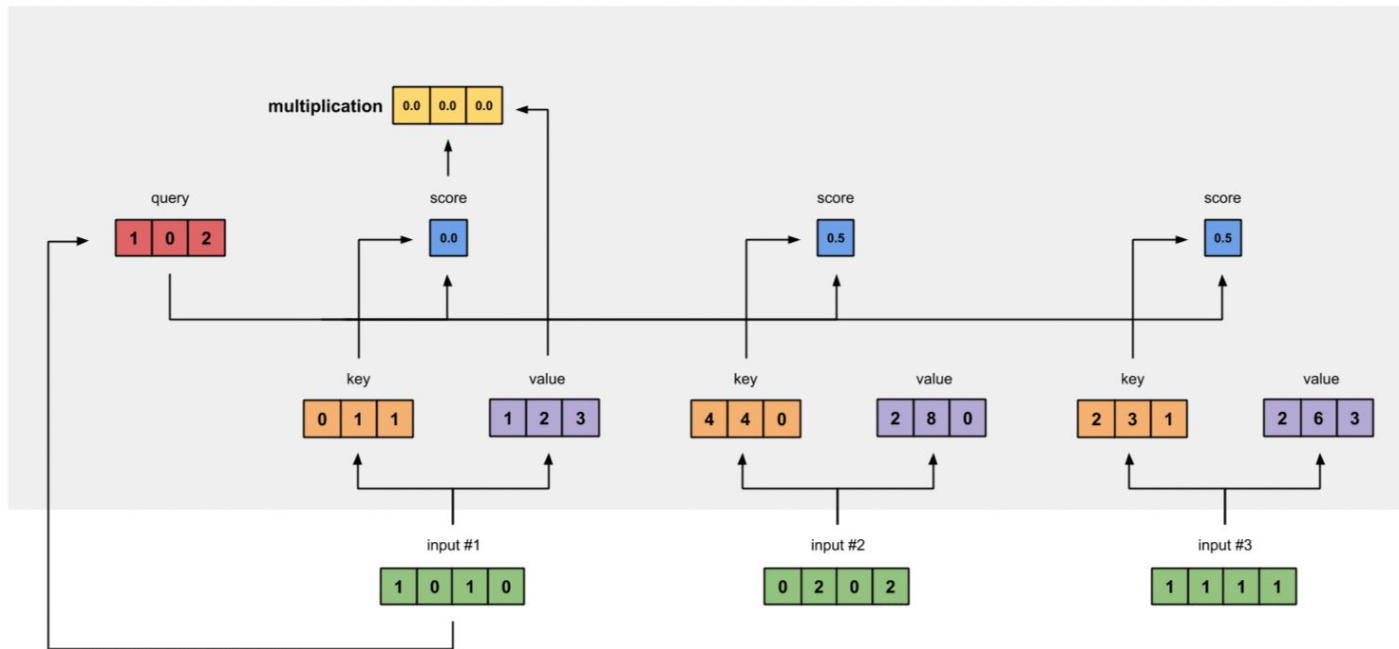 multiplication 0.0 0.0 0.0
query score score score
1 0 2 0.0 0.5 0.5
key value key value key value
0 1 1 1 2 3 4 4 0 2 8 0 2 3 1 2 6 3
input #1 input #2 input #3
1 0 1 0 0 2 0 2 1 1 1 1